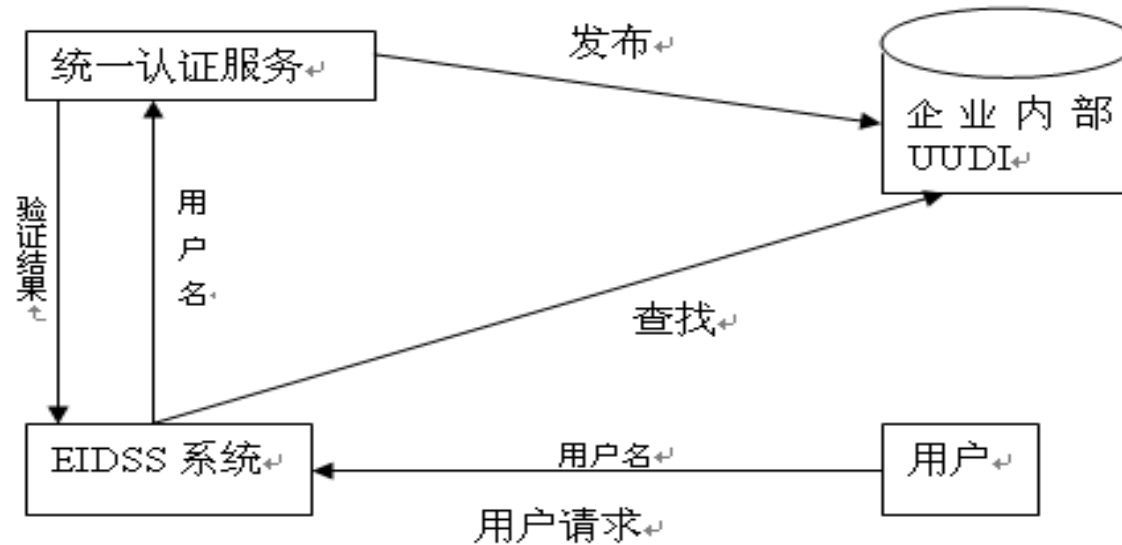 发布
统一认证服务
企业内部
UUDI
验证结果
用户名
查找
EIDSS 系统
用户名
用户
用户请求